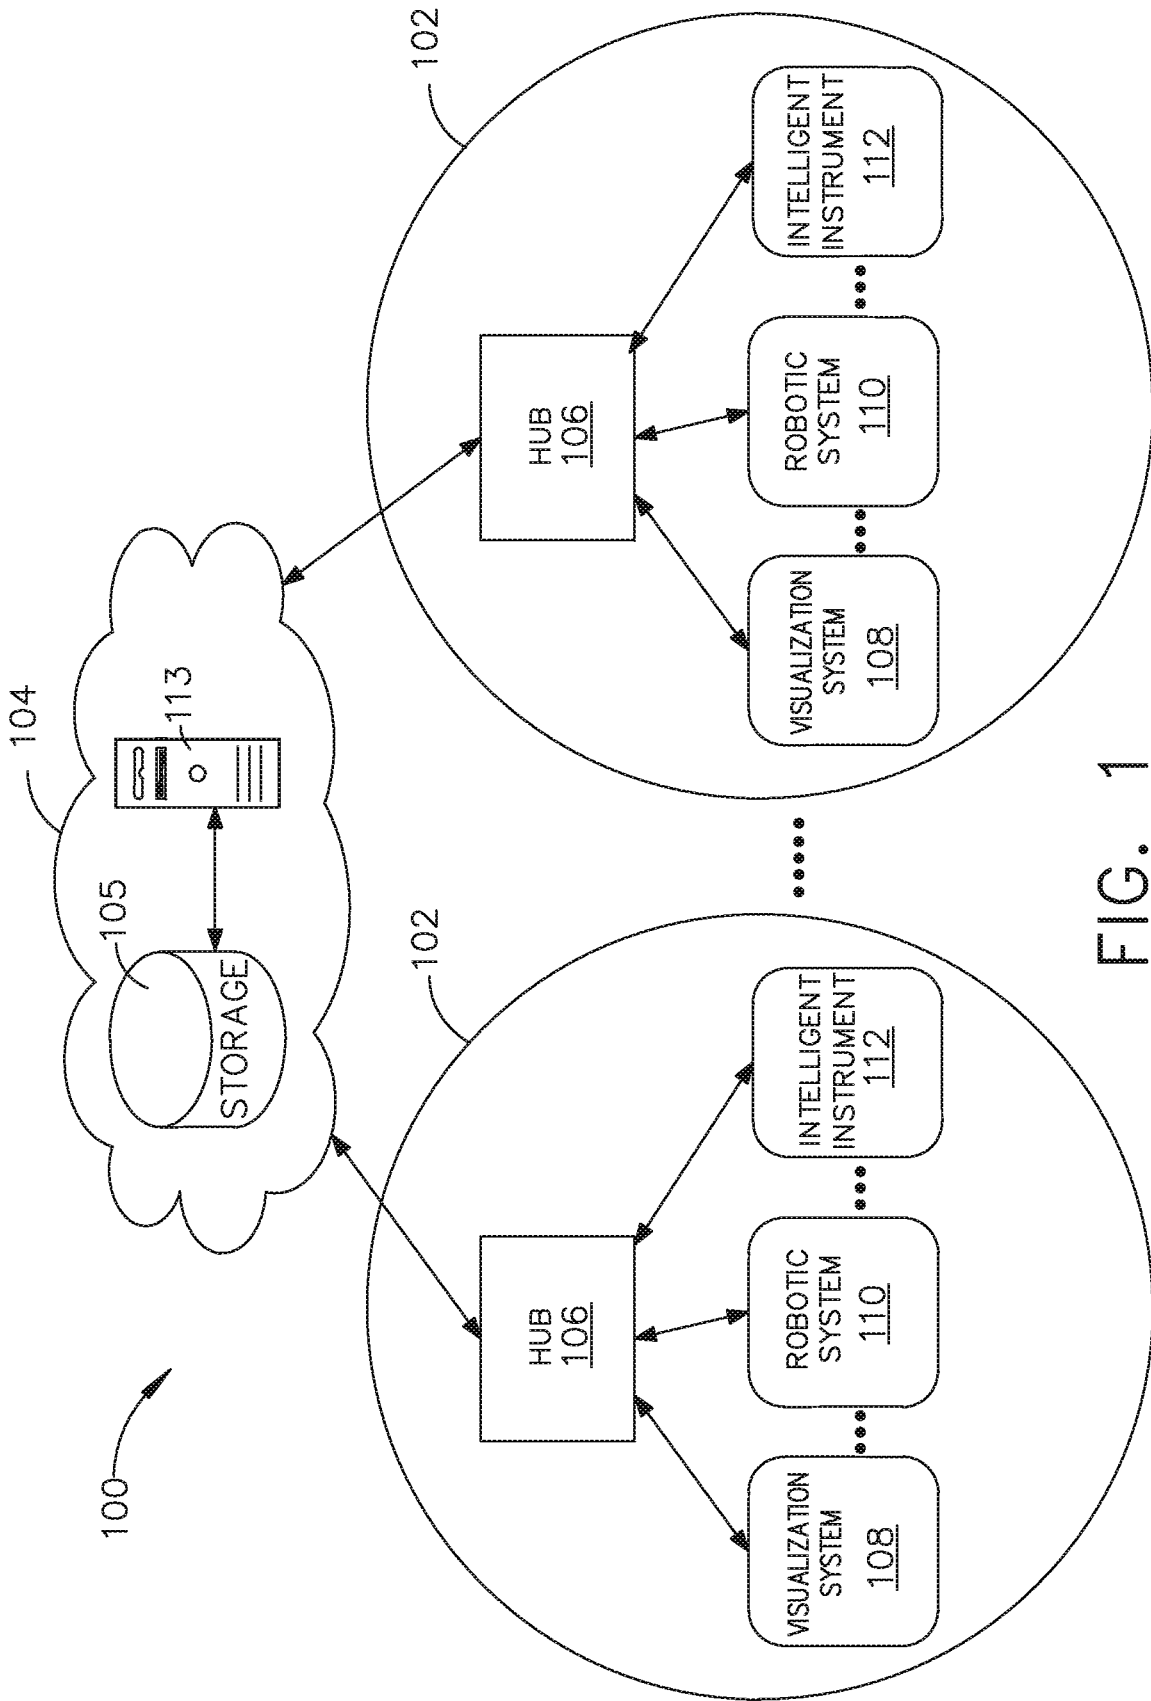 104
113
105
STORAGE
100
102
HUB
106
VISUALIZATION
SYSTEM
108
ROBOTIC
SYSTEM
110
INTELLIGENT
INSTRUMENT
112
102
HUB
106
VISUALIZATION
SYSTEM
108
ROBOTIC
SYSTEM
110
INTELLIGENT
INSTRUMENT
112
FIG. 1